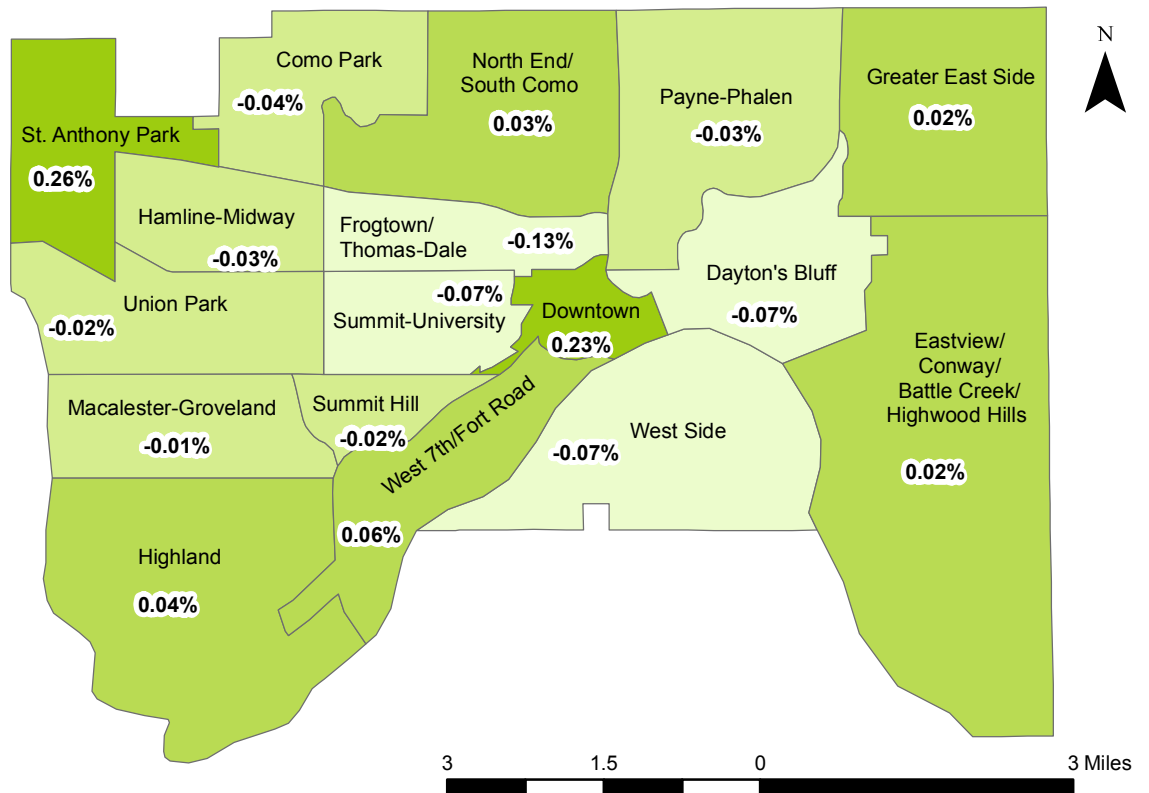 N
Como Park
-0.04%
North End/
South Como
0.03%
Payne-Phalen
-0.03%
Greater East Side
0.02%
St. Anthony Park
0.26%
Hamline-Midway
-0.03%
Frogtown/
Thomas-Dale
-0.13%
Union Park
-0.02%
-0.07%
Summit-University
Downtown
0.23%
Dayton's Bluff
-0.07%
Eastview/
Conway/
Battle Creek/
Highwood Hills
0.02%
Macalester-Groveland
-0.01%
Summit Hill
-0.02%
West 7th/Fort Road
0.06%
West Side
-0.07%
Highland
0.04%
3 1.5 0 3 Miles